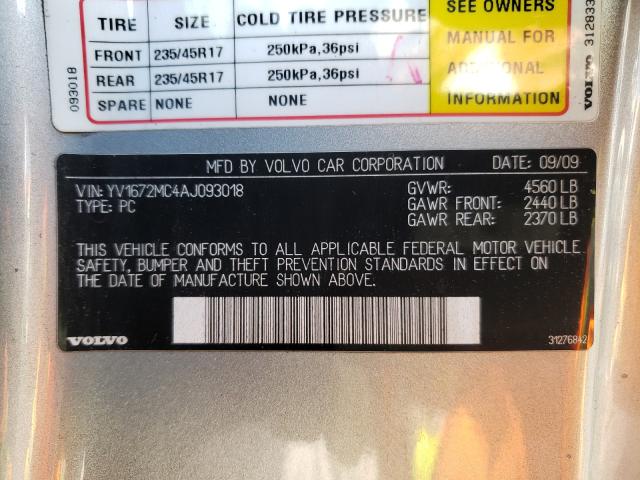 TIRE SIZE COLD TIRE PRESSURE
FRONT 235/45R17 250kPa,36psi
REAR 235/45R17 250kPa,36psi
SPARE NONE NONE
SEE OWNERS
MANUAL FOR
ADDITIONAL
INFORMATION
093018
VOLVO
MFD BY VOLVO CAR CORPORATION DATE: 09/09
VIN: YV1672MC4AJ093018 GVWR: 4560 LB
TYPE: PC GAWR FRONT: 2440 LB
GAWR REAR: 2370 LB
THIS VEHICLE CONFORMS TO ALL APPLICABLE FEDERAL MOTOR VEHICLE
SAFETY, BUMPER AND THEFT PREVENTION STANDARDS IN EFFECT ON
THE DATE OF MANUFACTURE SHOWN ABOVE.
VOLVO 31276842